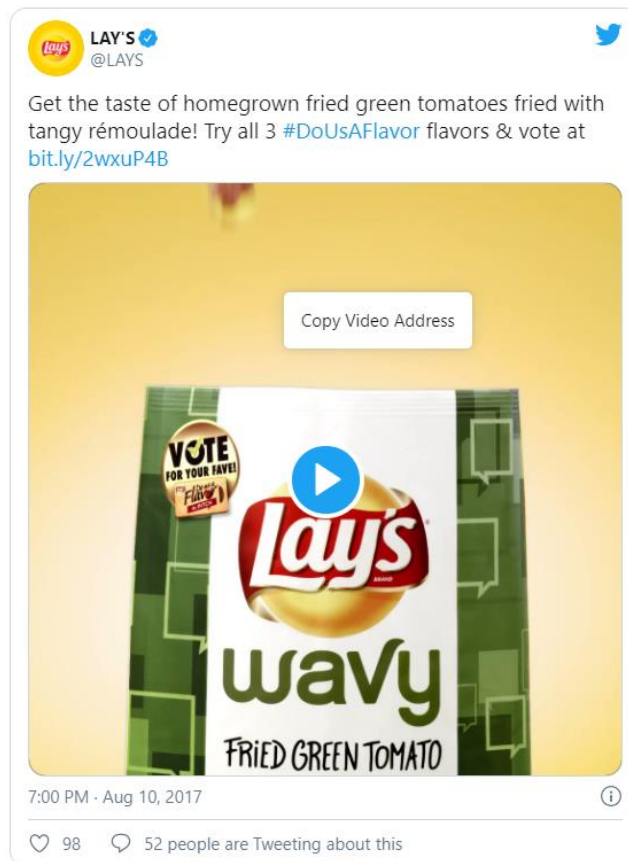 LAY'S
@LAYS
Get the taste of homegrown fried green tomatoes fried with
tangy rémoulade! Try all 3 #DoUsAFlavor flavors & vote at
bit.ly/2wxuP4B
Copy Video Address
VOTE
FOR YOUR FAVE!
Flavor
Lay's
BRAND
wavy
FRIED GREEN TOMATO
7:00 PM · Aug 10, 2017
98
52 people are Tweeting about this